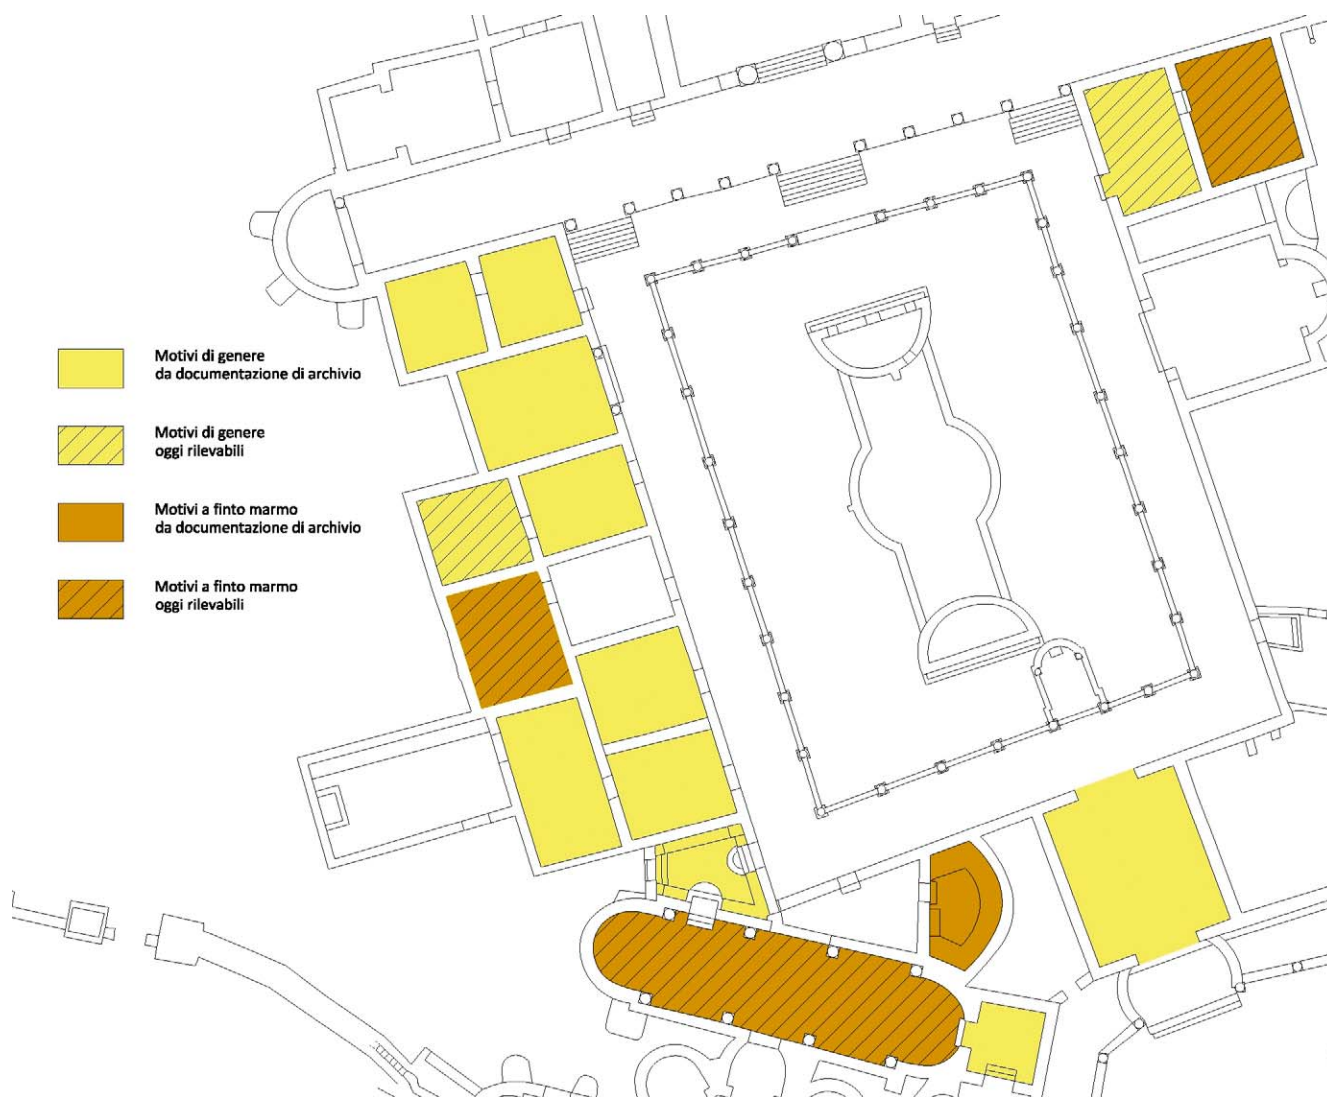 Motivi di genere
da documentazione di archivio
Motivi di genere
oggi rilevabili
Motivi a finto marmo
da documentazione di archivio
Motivi a finto marmo
oggi rilevabili